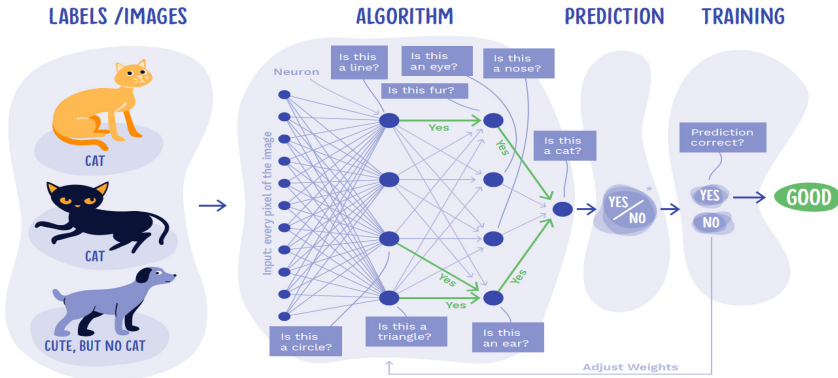 LABELS /IMAGES
ALGORITHM
PREDICTION
TRAINING
CAT
CAT
CUTE, BUT NO CAT
Neuron
Input: every pixel of the image
Is this
a line?
Is this
an eye?
Is this
a nose?
Is this fur?
Yes
Yes
Yes
Yes
Yes
Is this
a cat?
Is this
a circle?
Is this a
triangle?
Is this
an ear?
YES
/
NO
*
Prediction
correct?
YES
NO
GOOD
Adjust Weights